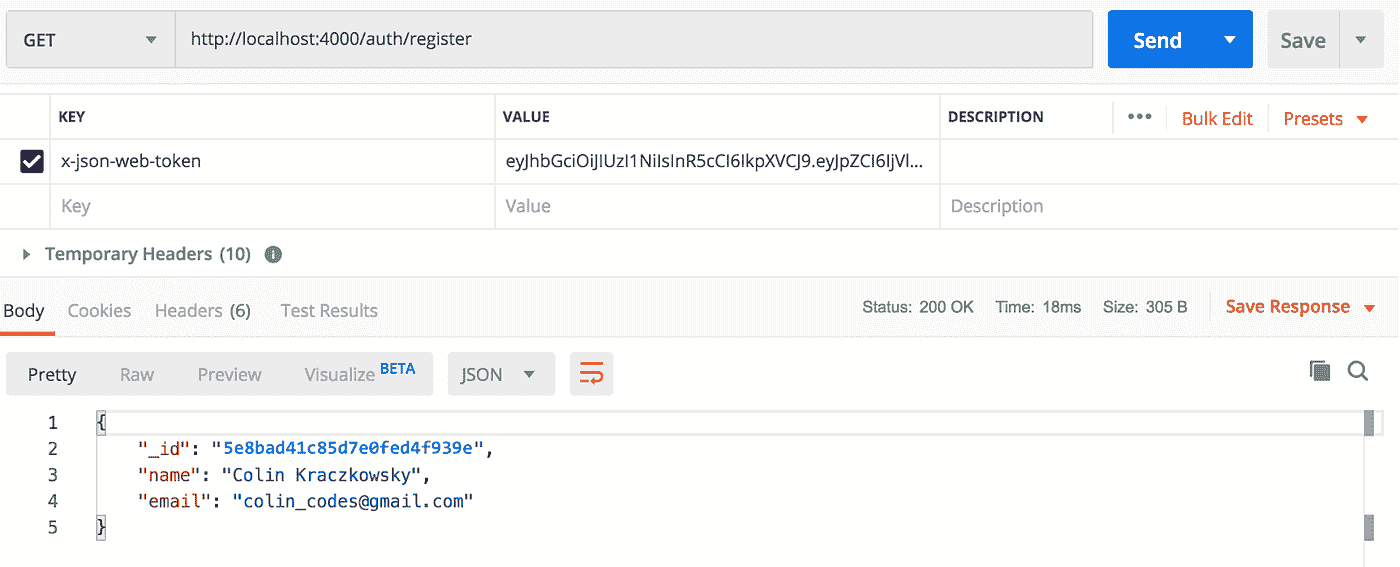 GET http://localhost:4000/auth/register Send Save
KEY VALUE DESCRIPTION ••• Bulk Edit Presets
x-json-web-token eyJhbGciOiJIUzI1NiIsInR5cCI6IkpXVCJ9.eyJpZCI6IjVl...
Key Value Description
Temporary Headers (10) i
Body Cookies Headers (6) Test Results Status: 200 OK Time: 18ms Size: 305 B Save Response
Pretty Raw Preview Visualize BETA JSON
1 {
2 "_id": "5e8bad41c85d7e0fed4f939e",
3 "name": "Colin Kraczkowsky",
4 "email": "colin_codes@gmail.com"
5 }